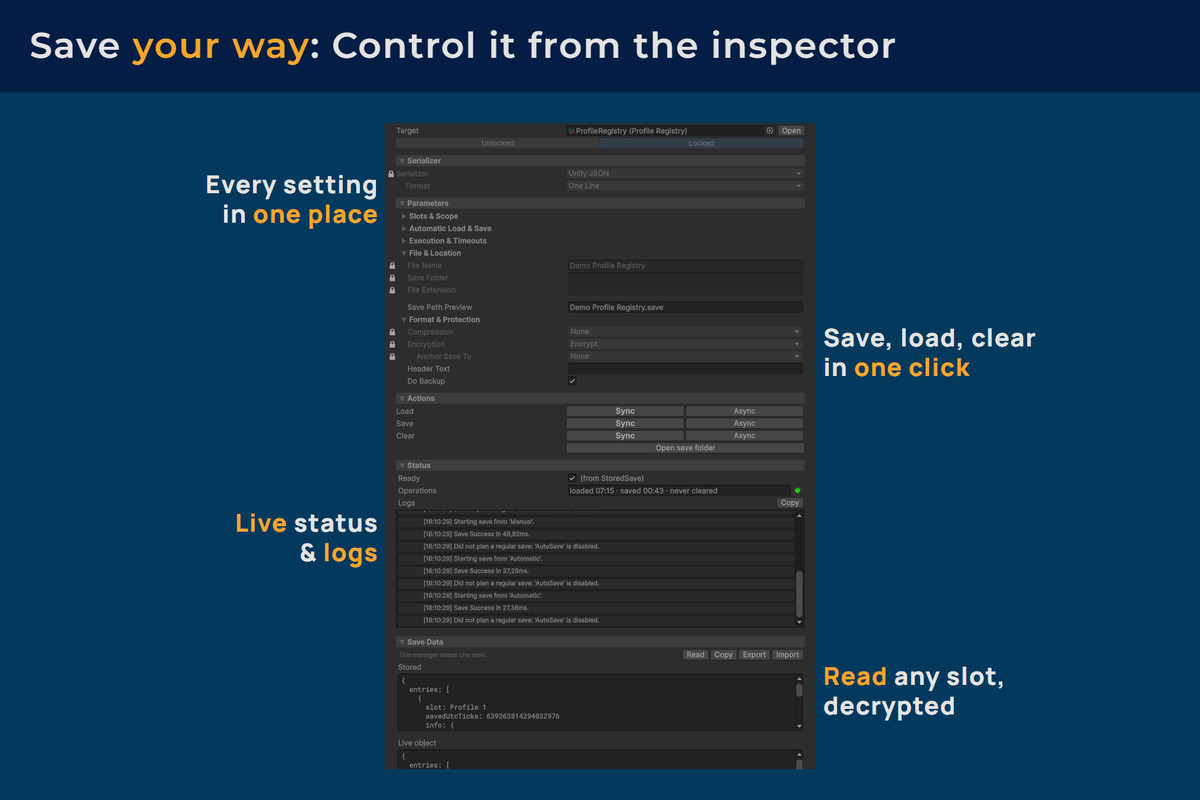 Save your way: Control it from the inspector
Every setting
in one place
Save, load, clear
in one click
Live status
& logs
Read any slot,
decrypted
Target ProfileRegistry (Profile Registry) Open
Unlocked Locked
Serializer
Serializer Unity JSON
Format One Line
Parameters
Slots & Scope
Automatic Load & Save
Execution & Timeouts
File & Location
File Name Demo Profile Registry
Save Folder
File Extension
Save Path Preview Demo Profile Registry.save
Format & Protection
Compression None
Encryption Encrypt
Anchor Save To None
Header Text
Do Backup
Actions
Load Sync Async
Save Sync Async
Clear Sync Async
Open save folder
Status
Ready (from StoredSave)
Operations loaded 07:15 - saved 00:43 - never cleared
Logs Copy
[18:10:29] Starting save from 'Manual'.
[18:10:29] Save Success in 49,92ms.
[18:10:29] Did not plan a regular save: 'AutoSave' is disabled.
[18:10:29] Starting save from 'Automatic'.
[18:10:29] Save Success in 37,28ms.
[18:10:29] Did not plan a regular save: 'AutoSave' is disabled.
[18:10:29] Starting save from 'Automatic'.
[18:10:29] Save Success in 27,36ms.
[18:10:29] Did not plan a regular save: 'AutoSave' is disabled.
Save Data
This manager keeps one save. Read Copy Export Import
Stored
{
entries: [
{
slot: Profile 1
savedUtcTicks: 639263814294032976
info: {
Live object
{
entries: [